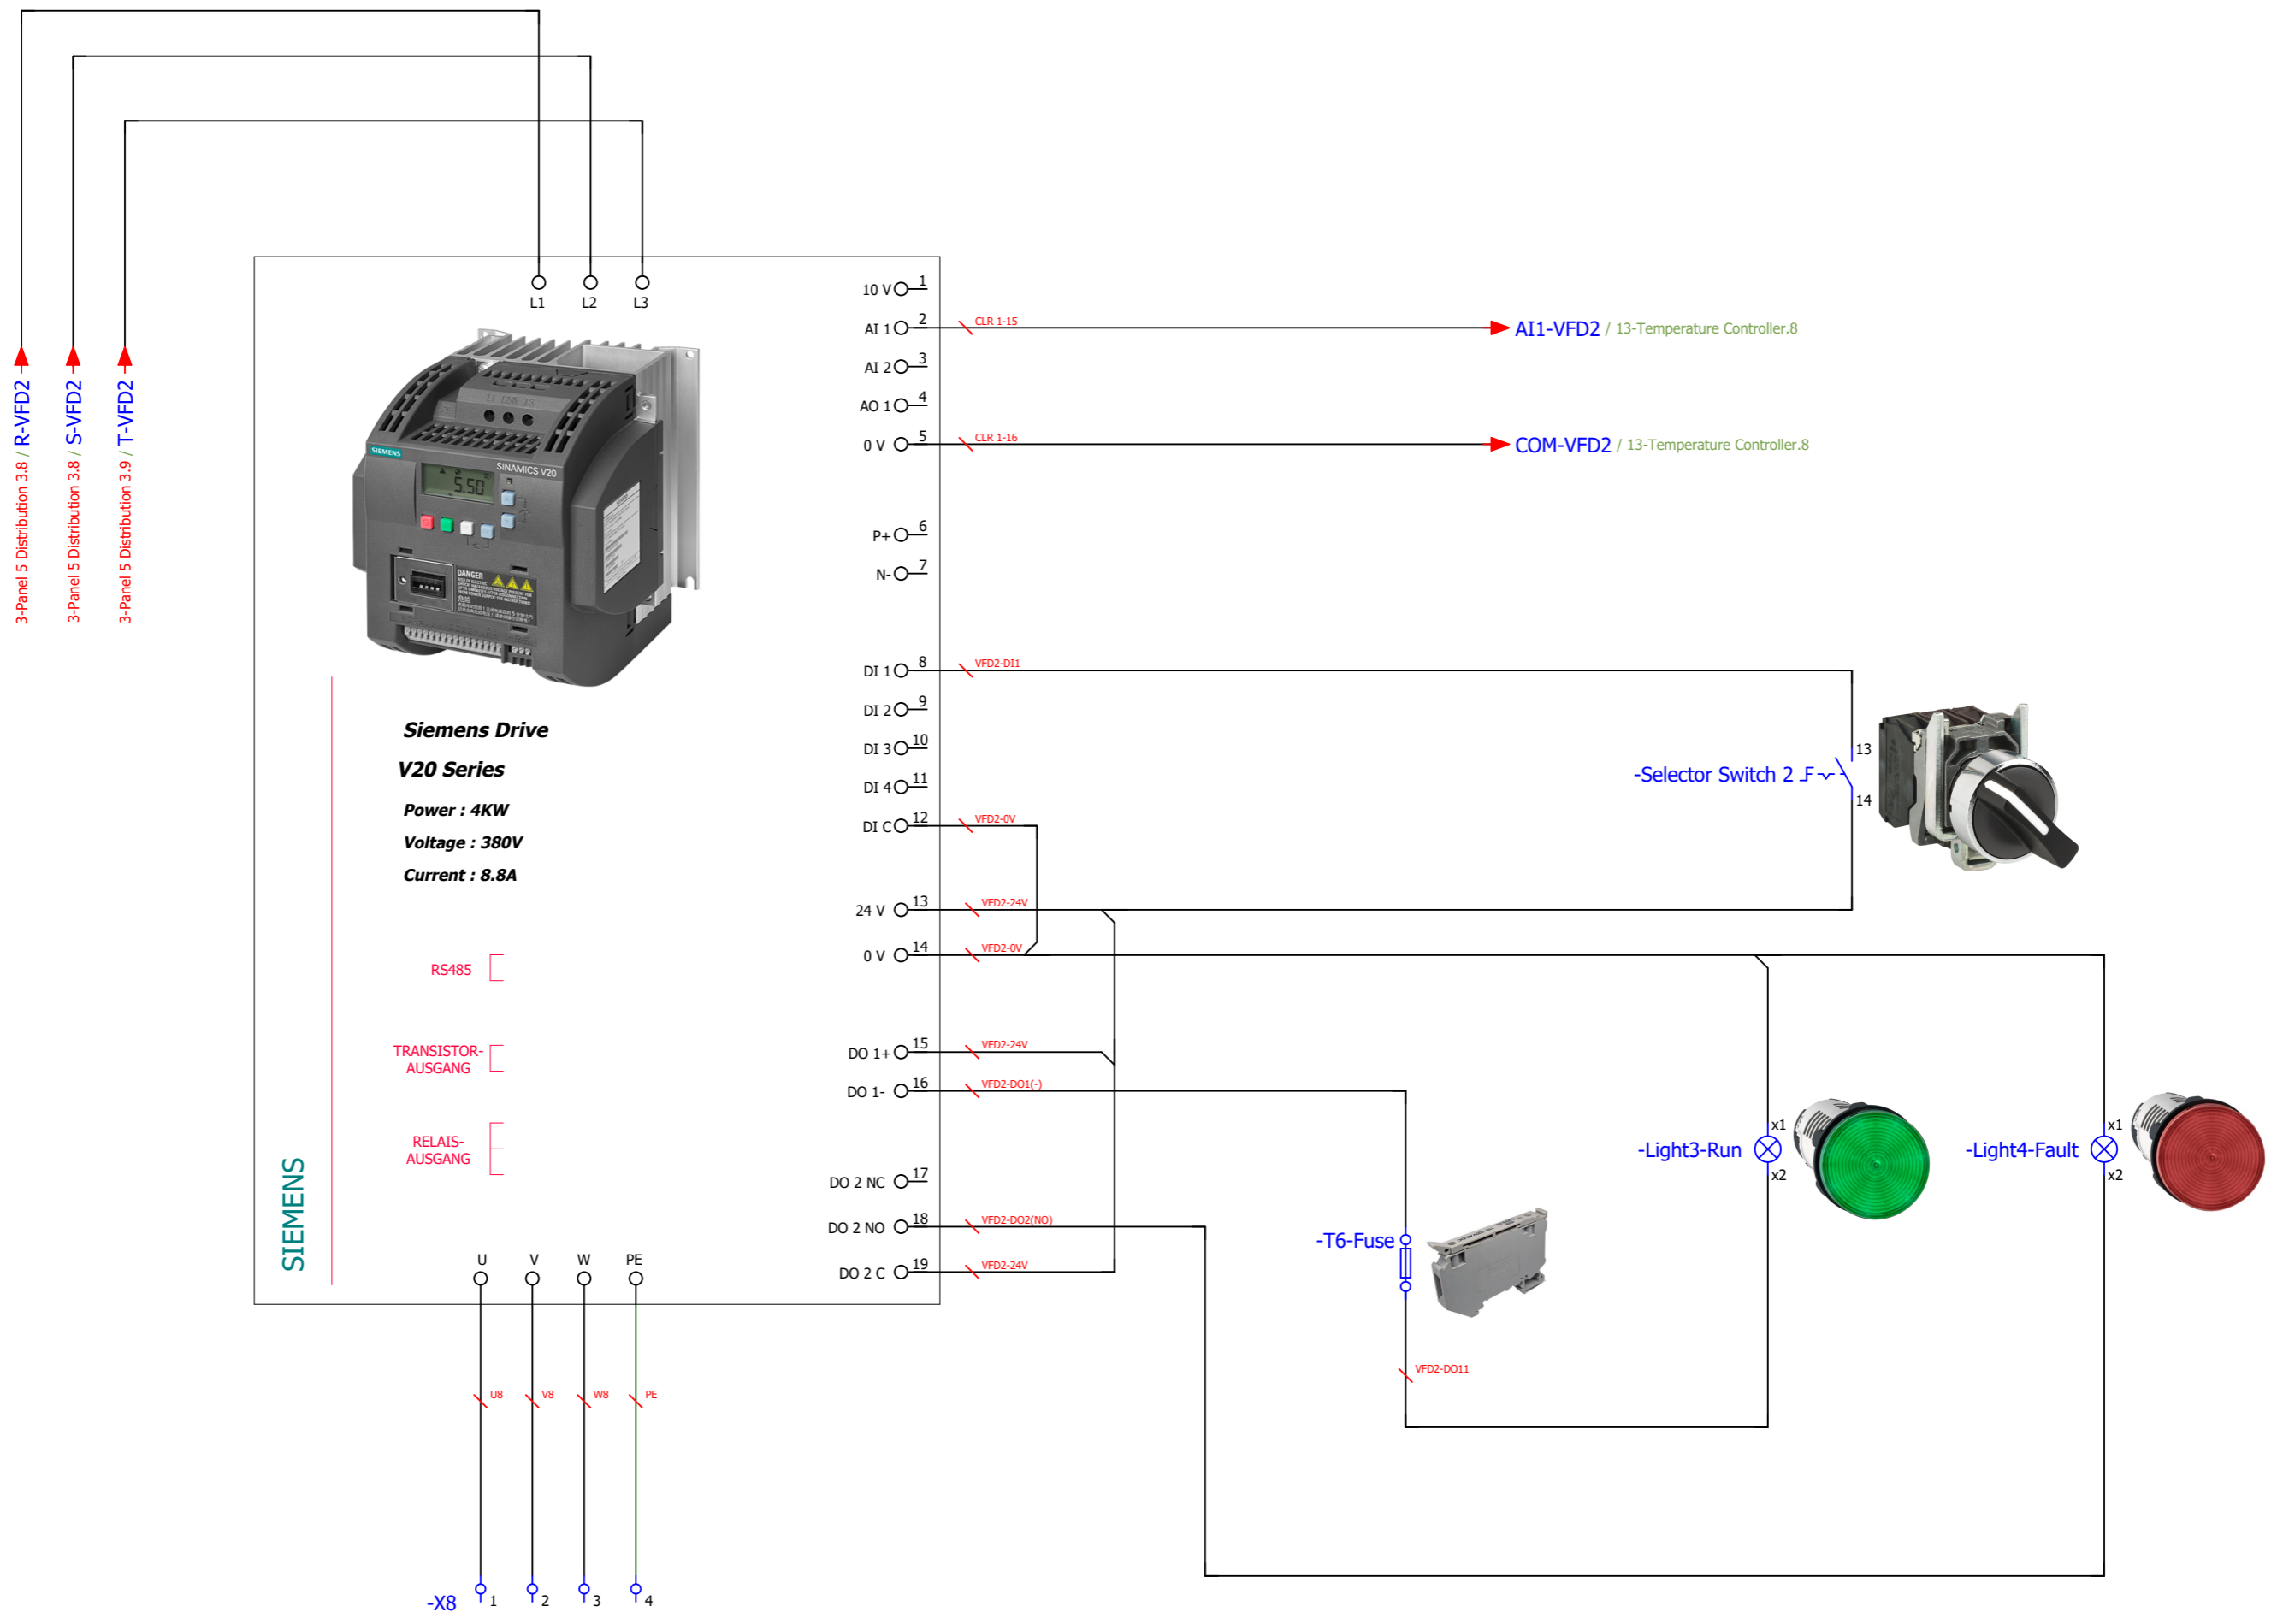 L1
L2
L3
3-Panel 5 Distribution 3.8 / R-VFD2
3-Panel 5 Distribution 3.8 / S-VFD2
3-Panel 5 Distribution 3.9 / T-VFD2
SIEMENS
SINAMICS V20
5.50
DANGER
Siemens Drive
V20 Series
Power : 4KW
Voltage : 380V
Current : 8.8A
RS485
TRANSISTOR-
AUSGANG
RELAIS-
AUSGANG
SIEMENS
10 V 1
AI 1 2 CLR 1-15 AI1-VFD2 / 13-Temperature Controller.8
AI 2 3
AO 1 4
0 V 5 CLR 1-16 COM-VFD2 / 13-Temperature Controller.8
P+ 6
N- 7
DI 1 8 VFD2-DI1
DI 2 9
DI 3 10
DI 4 11
DI C 12 VFD2-0V
24 V 13 VFD2-24V
0 V 14 VFD2-0V
DO 1+ 15 VFD2-24V
DO 1- 16 VFD2-DO1(-)
DO 2 NC 17
DO 2 NO 18 VFD2-DO2(NO)
DO 2 C 19 VFD2-24V
13
-Selector Switch 2
14
x1
-Light3-Run
x2
x1
-Light4-Fault
x2
-T6-Fuse
VFD2-DO11
U V W PE
U8 V8 W8 PE
-X8 1 2 3 4